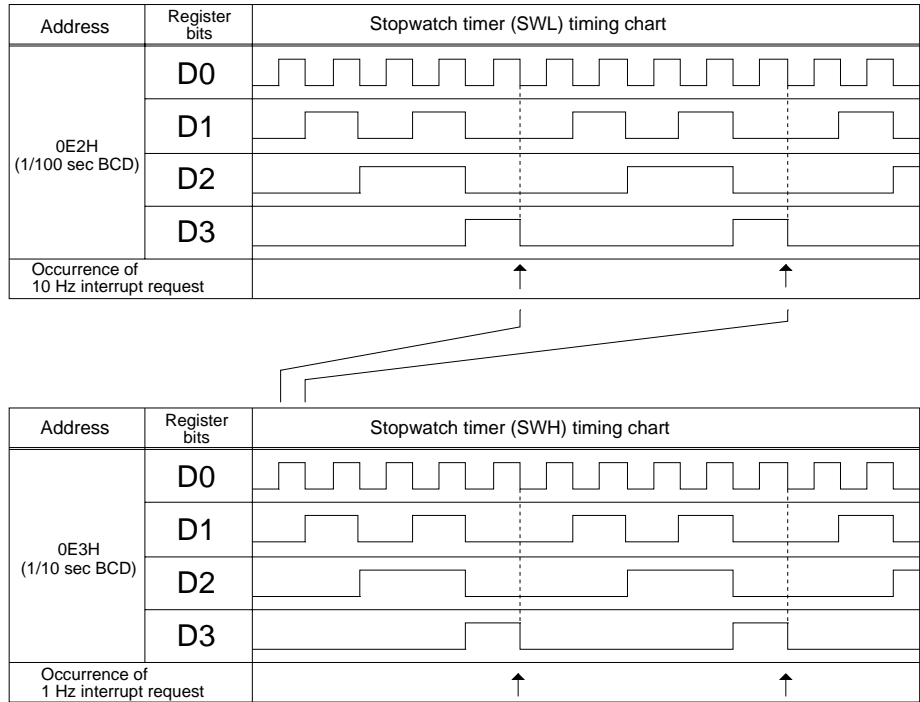 Address
Register
bits
Stopwatch timer (SWL) timing chart
0E2H
(1/100 sec BCD)
D0
D1
D2
D3
Occurrence of
10 Hz interrupt request
Address
Register
bits
Stopwatch timer (SWH) timing chart
0E3H
(1/10 sec BCD)
D0
D1
D2
D3
Occurrence of
1 Hz interrupt request